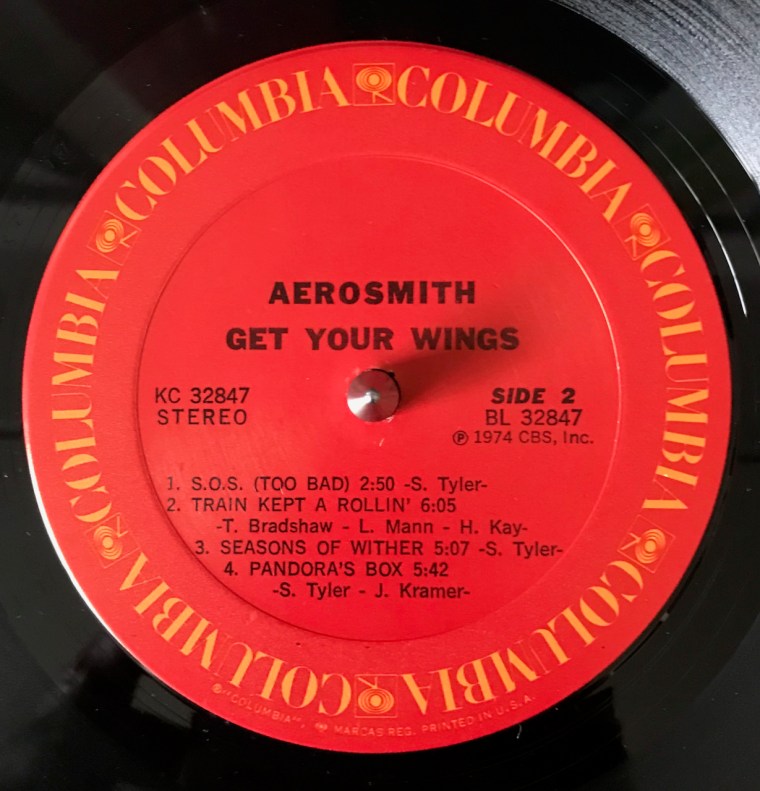 COLUMBIA COLUMBIA COLUMBIA COLUMBIA COLUMBIA COLUMBIA
AEROSMITH
GET YOUR WINGS
KC 32847
STEREO
SIDE 2
BL 32847
℗ 1974 CBS, Inc.
1. S.O.S. (TOO BAD) 2:50 -S. Tyler-
2. TRAIN KEPT A ROLLIN' 6:05
-T. Bradshaw - L. Mann - H. Kay-
3. SEASONS OF WITHER 5:07 -S. Tyler-
4. PANDORA'S BOX 5:42
-S. Tyler - J. Kramer-
® "COLUMBIA", MARCAS REG. PRINTED IN U.S.A.